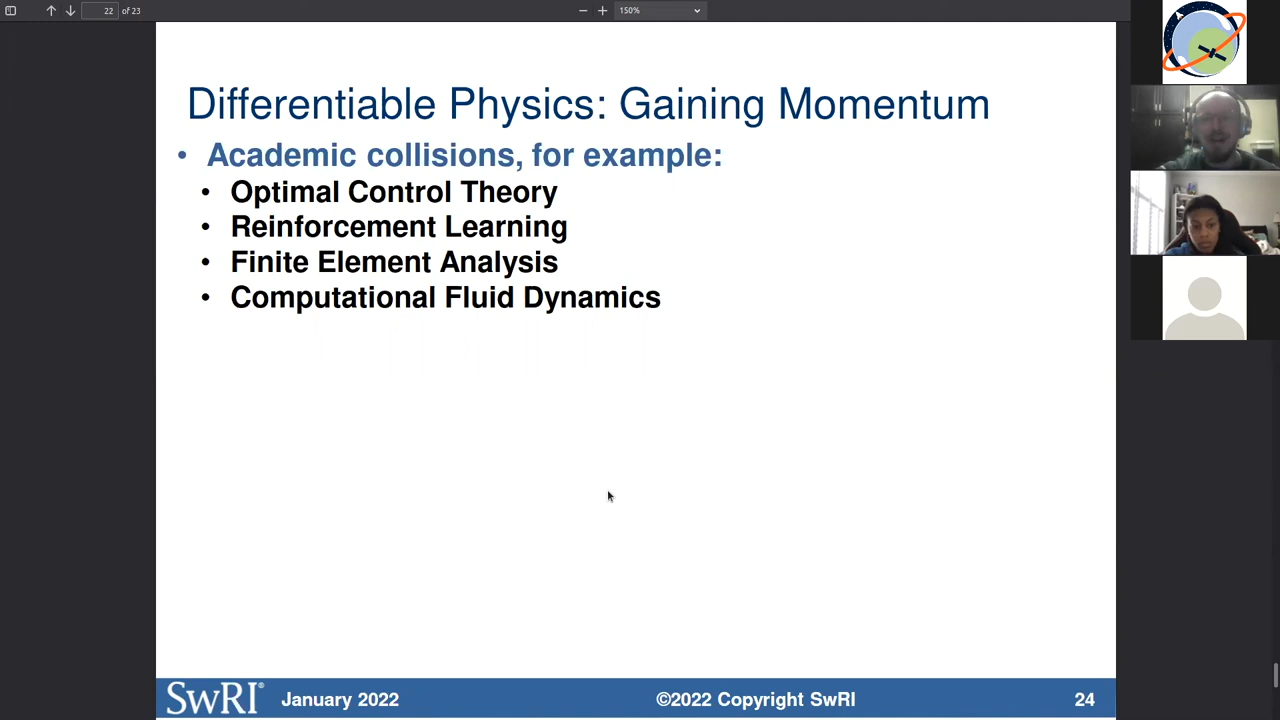 22 of 23
150%
Differentiable Physics: Gaining Momentum
• Academic collisions, for example:
• Optimal Control Theory
• Reinforcement Learning
• Finite Element Analysis
• Computational Fluid Dynamics
SwRI® January 2022 ©2022 Copyright SwRI 24